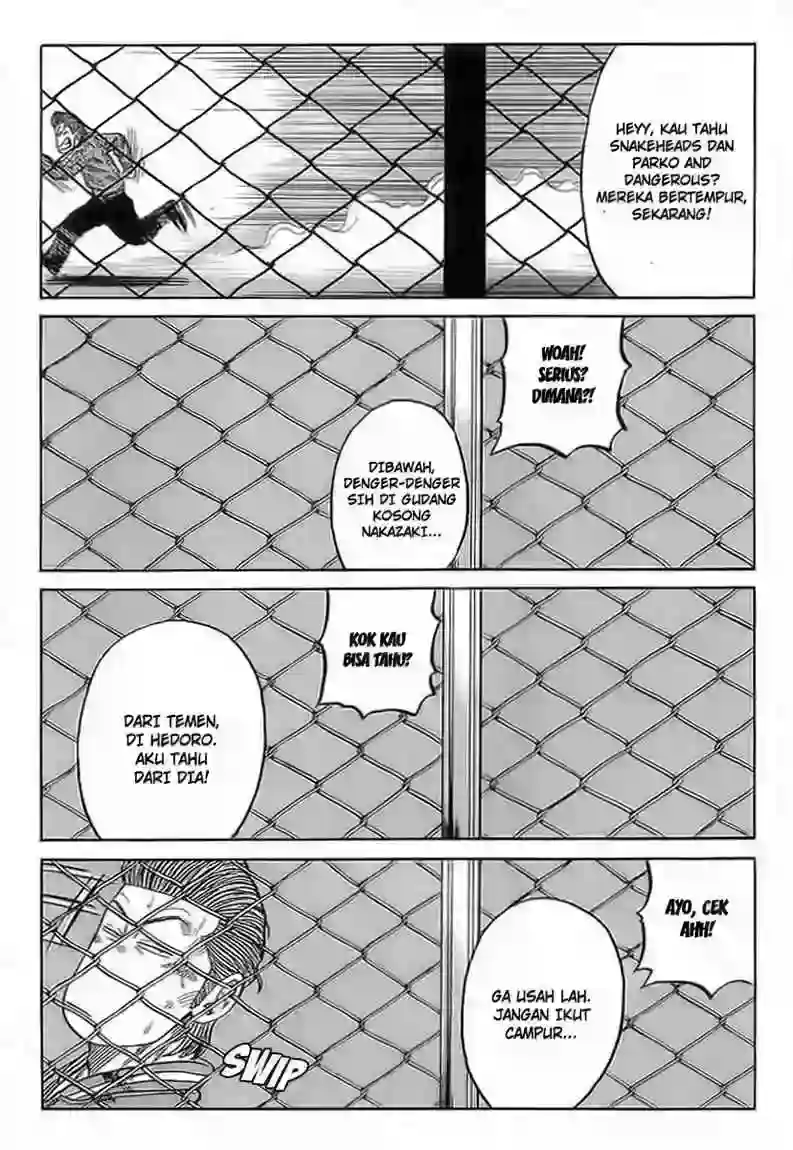 HEYY, KAU TAHU
SNAKEHEADS DAN
PARKO AND
DANGEROUS?
MEREKA BERTEMPUR,
SEKARANG!
WOAH!
SERIUS?
DIMANA?!
DIBAWAH,
DENGER-DENGER
SIH DI GUDANG
KOSONG
NAKAZAKI...
KOK KAU
BISA TAHU?
DARI TEMEN,
DI HEDORO.
AKU TAHU
DARI DIA!
AYO, CEK
AHH!
GA USAH LAH.
JANGAN IKUT
CAMPUR...
SWIP